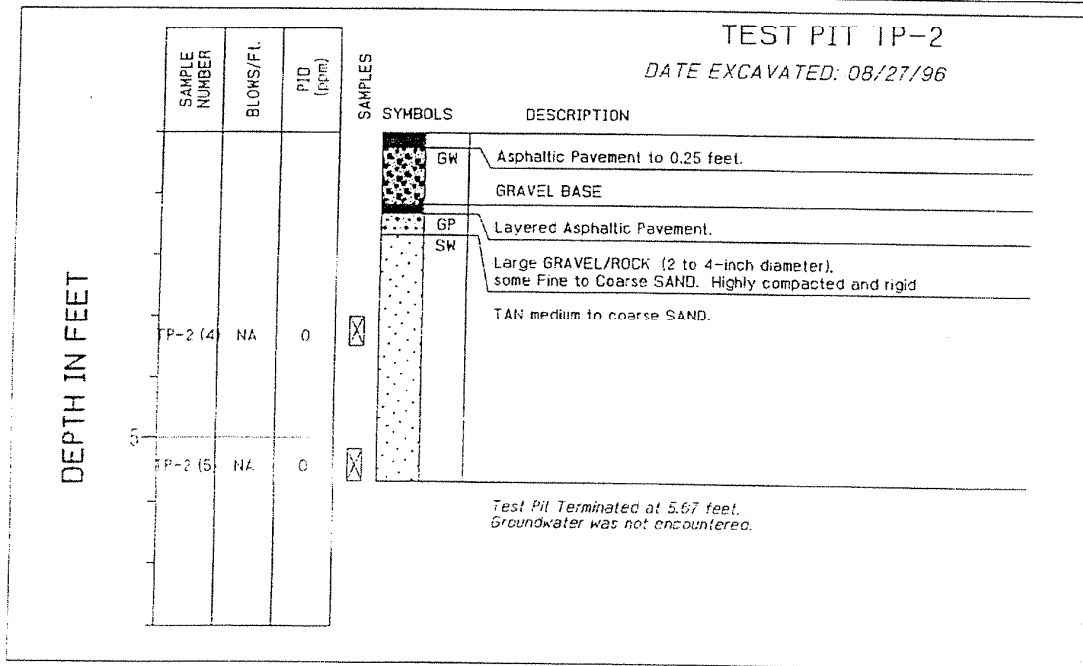 TEST PIT TP-2
DATE EXCAVATED: 08/27/96
DEPTH IN FEET
SAMPLE NUMBER
BLOWS/Ft.
PID (ppm)
SAMPLES
SYMBOLS
DESCRIPTION
GW
Asphaltic Pavement to 0.25 feet.
GRAVEL BASE
GP
Layered Asphaltic Pavement.
SW
Large GRAVEL/ROCK (2 to 4-inch diameter),
some Fine to Coarse SAND. Highly compacted and rigid
TAN medium to coarse SAND.
TP-2 (4) NA 0
5
TP-2 (5) NA 0
Test Pit Terminated at 5.67 feet.
Groundwater was not encountered.